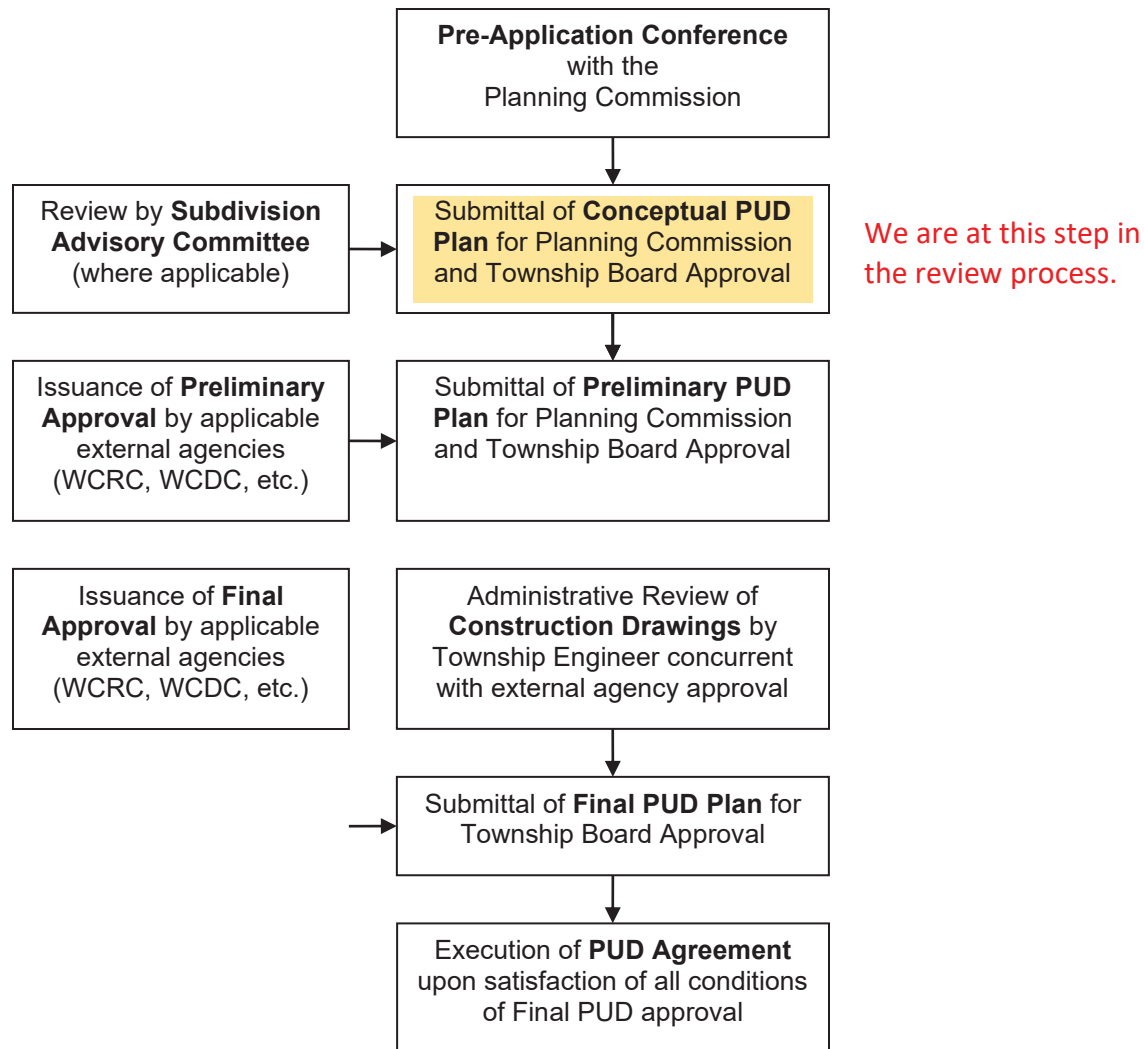 Pre-Application Conference
with the
Planning Commission
Review by Subdivision
Advisory Committee
(where applicable)
Submittal of Conceptual PUD
Plan for Planning Commission
and Township Board Approval
We are at this step in
the review process.
Issuance of Preliminary
Approval by applicable
external agencies
(WCRC, WCDC, etc.)
Submittal of Preliminary PUD
Plan for Planning Commission
and Township Board Approval
Issuance of Final
Approval by applicable
external agencies
(WCRC, WCDC, etc.)
Administrative Review of
Construction Drawings by
Township Engineer concurrent
with external agency approval
Submittal of Final PUD Plan for
Township Board Approval
Execution of PUD Agreement
upon satisfaction of all conditions
of Final PUD approval